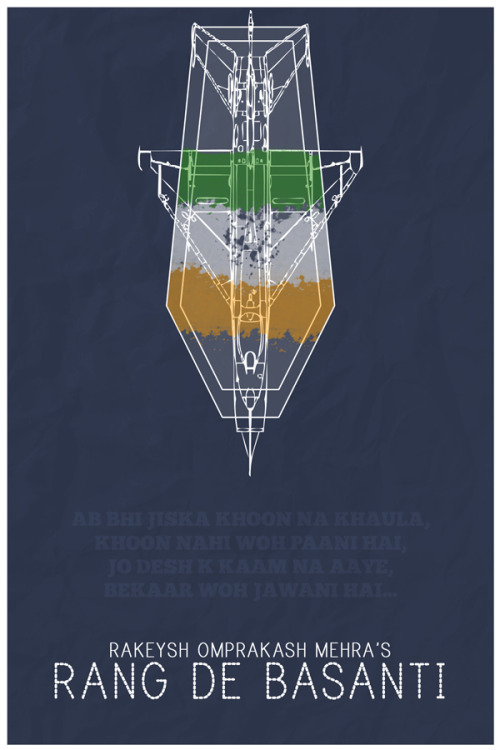 AB BHI JISKA KHOON NA KHAULA,
KHOON NAHI WOH PAANI HAI,
JO DESH K KAAM NA AAYE,
BEKAAR WOH JAWANI HAI...
RAKEYSH OMPRAKASH MEHRA'S
RANG DE BASANTI